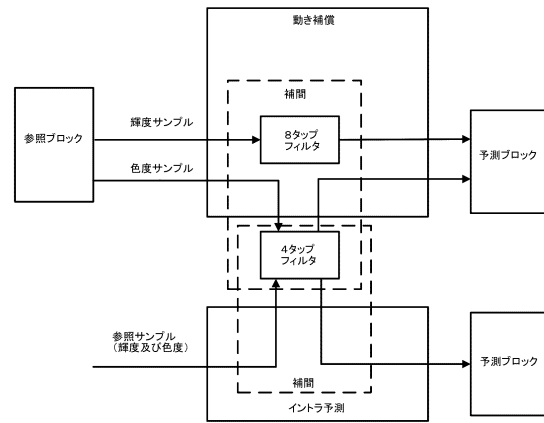 動き補償
補間
参照ブロック
輝度サンプル
8タップ
フィルタ
色度サンプル
予測ブロック
4タップ
フィルタ
参照サンプル
(輝度及び色度)
予測ブロック
補間
イントラ予測